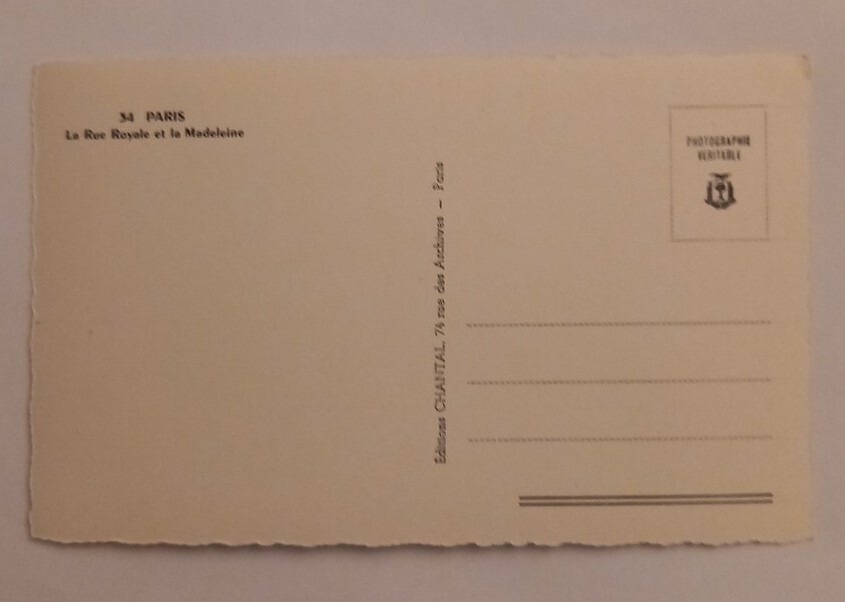 34 PARIS
La Rue Royale et la Madeleine
Editions CHANTAL, 74 rue des Archives – Paris
PHOTOGRAPHIE
VERITABLE